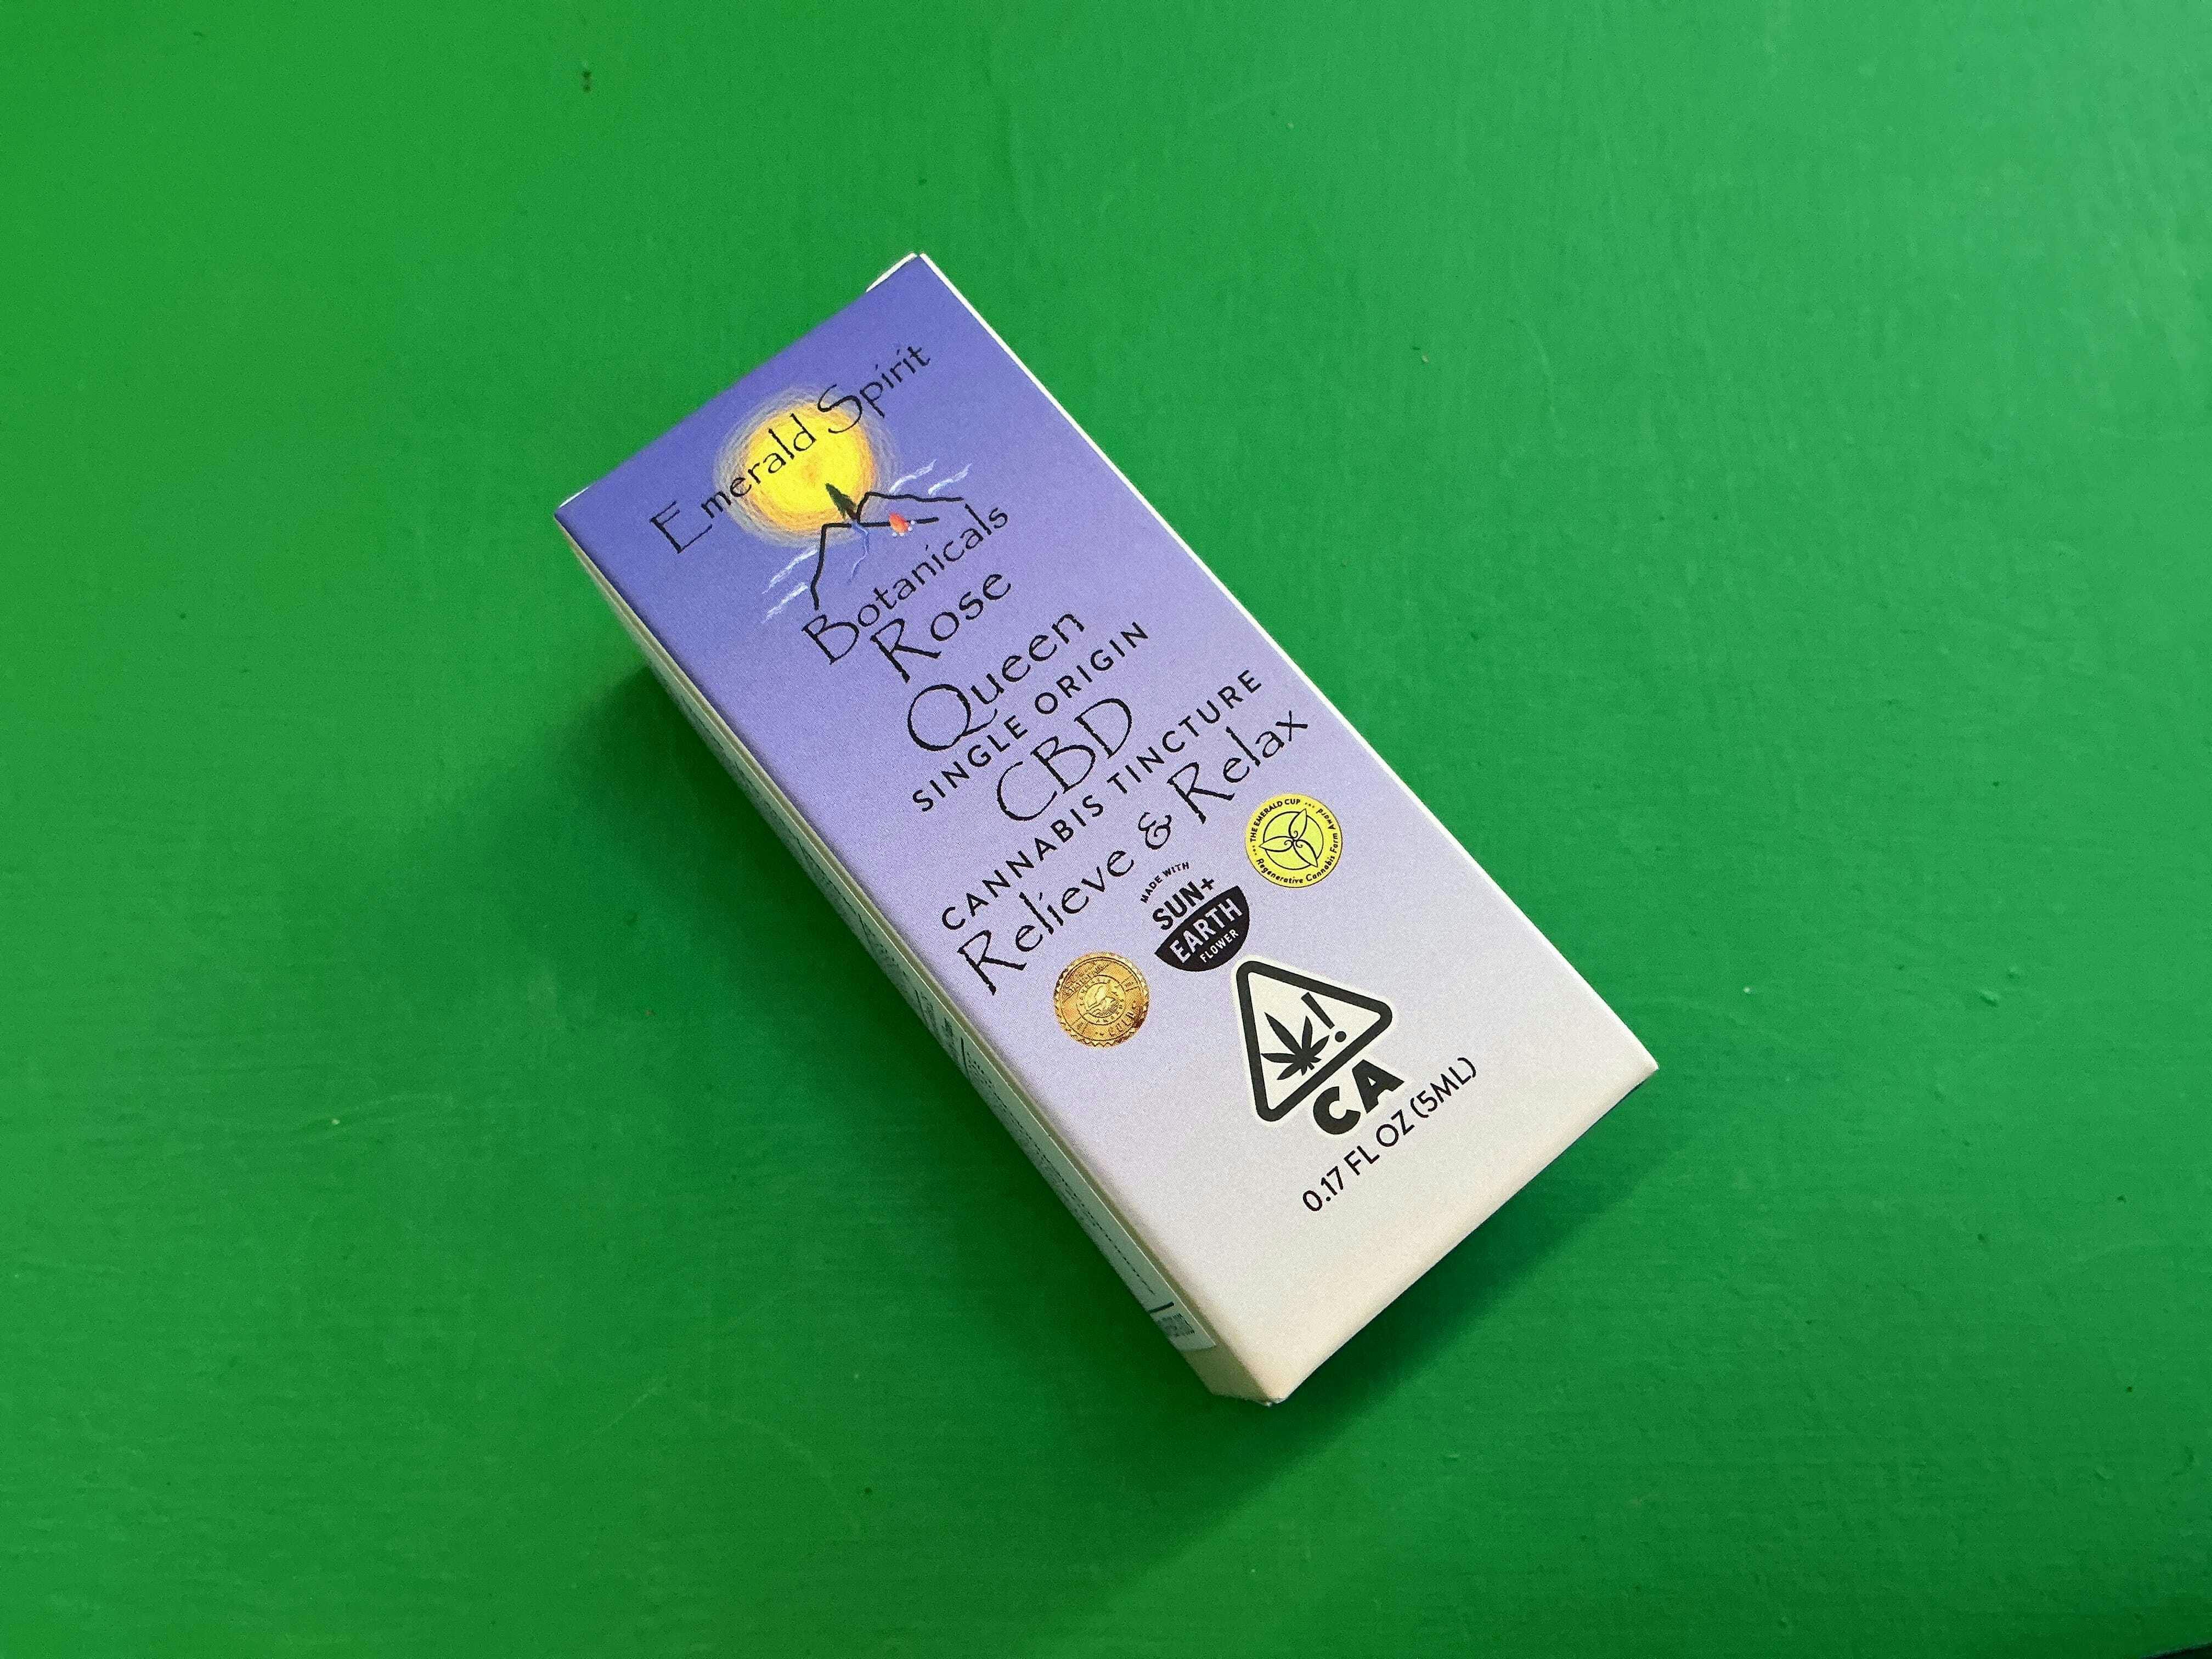 Emerald Spirit
Botanicals
Rose
Queen
SINGLE ORIGIN
CBD
CANNABIS TINCTURE
Relieve & Relax
MADE WITH
SUN+
EARTH
FLOWER
THE EMERALD CUP
Regenerative Cannabis Farm Award
CA
0.17 FL OZ (5ML)